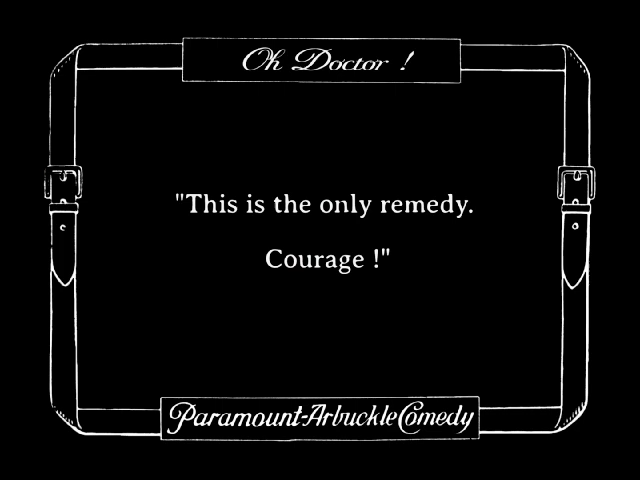 Oh Doctor !
"This is the only remedy.
Courage !"
Paramount-Arbuckle Comedy